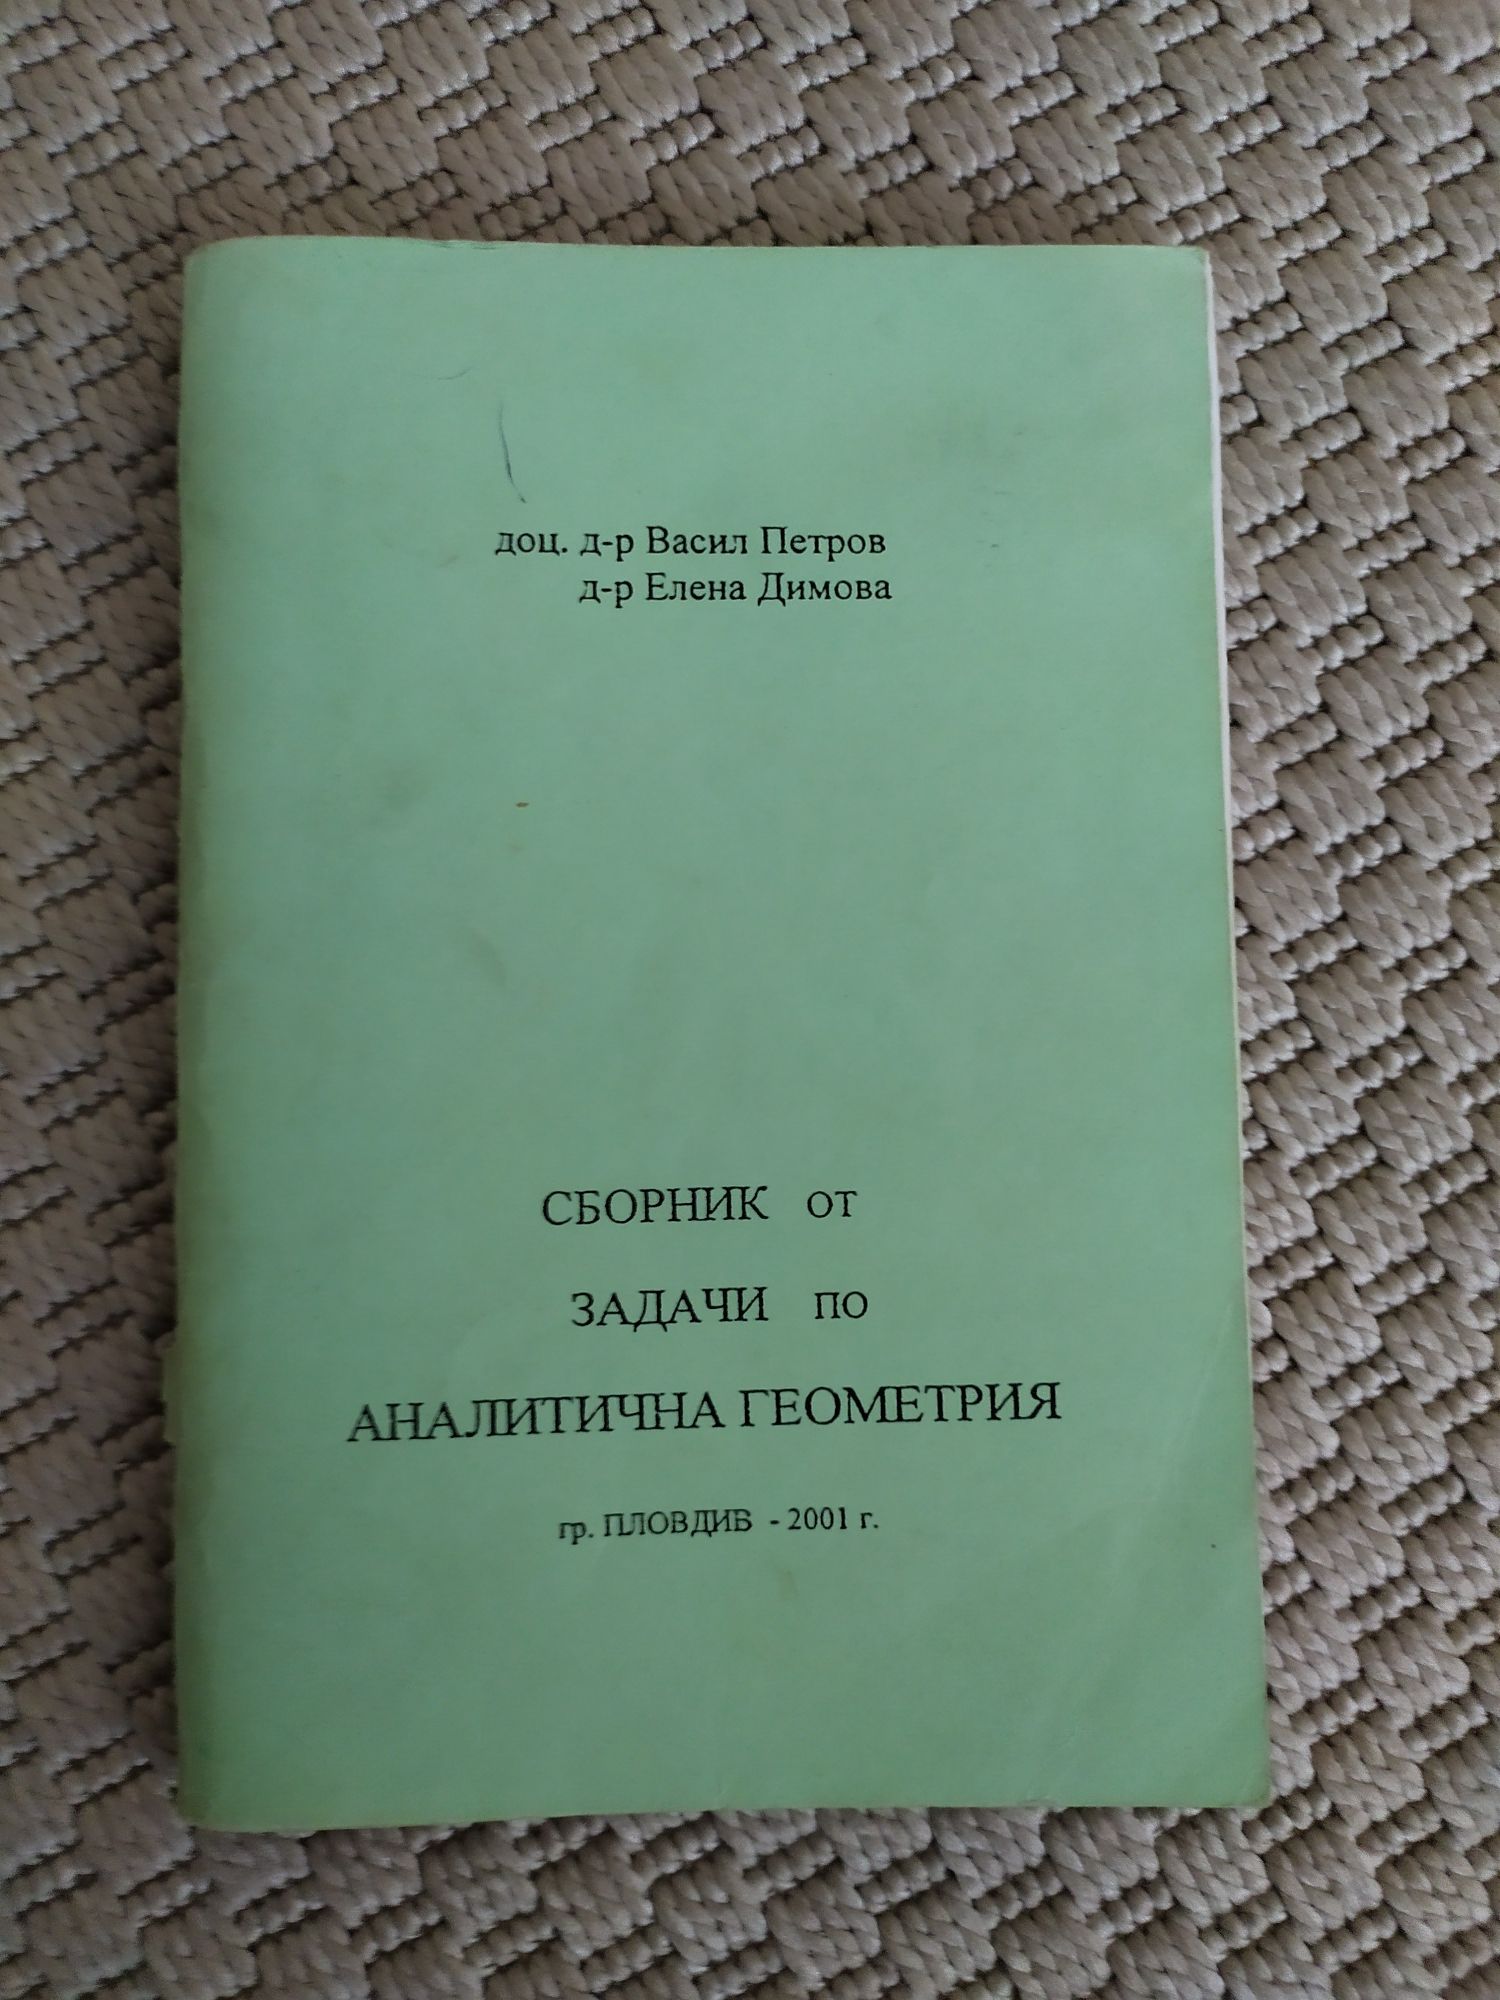 доц. д-р Васил Петров
д-р Елена Димова
СБОРНИК от
ЗАДАЧИ по
АНАЛИТИЧНА ГЕОМЕТРИЯ
гр. ПЛОВДИВ - 2001 г.